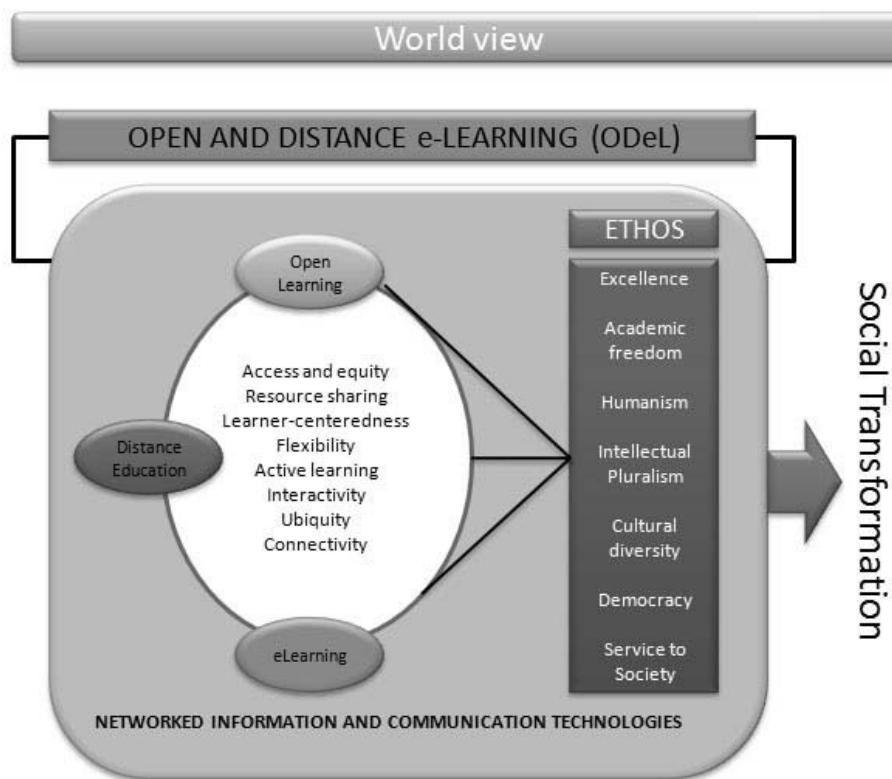 World view
OPEN AND DISTANCE e-LEARNING (ODeL)
Open
Learning
Distance
Education
eLearning
Access and equity
Resource sharing
Learner-centeredness
Flexibility
Active learning
Interactivity
Ubiquity
Connectivity
ETHOS
Excellence
Academic
freedom
Humanism
Intellectual
Pluralism
Cultural
diversity
Democracy
Service to
Society
NETWORKED INFORMATION AND COMMUNICATION TECHNOLOGIES
Social Transformation